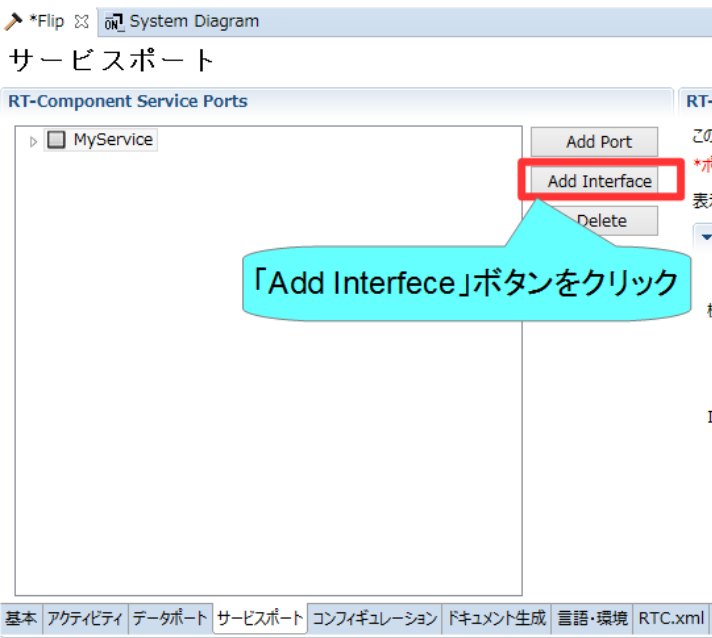 *Flip System Diagram
サービスポート
RT-Component Service Ports
RT-
MyService
Add Port
この
Add Interface
Delete
「Add Interfece」ボタンをクリック
基本 アクティビティ データポート サービスポート コンフィギュレーション ドキュメント生成 言語・環境 RTC.xml